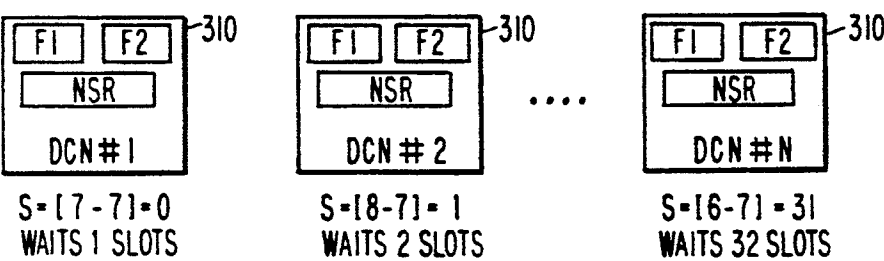 F1 F2 310 F1 F2 310 F1 F2 310
NSR NSR .... NSR
DCN#1 DCN#2 DCN#N
S=[7-7]=0 S=[8-7]=1 S=[6-7]=31
WAITS 1 SLOTS WAITS 2 SLOTS WAITS 32 SLOTS